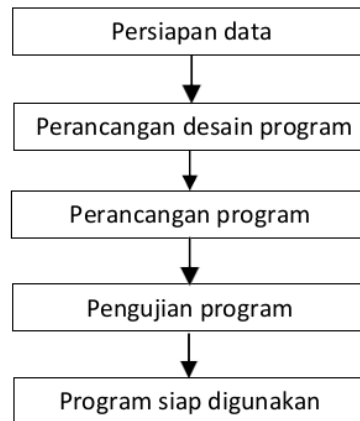 Persiapan data
Perancangan desain program
Perancangan program
Pengujian program
Program siap digunakan